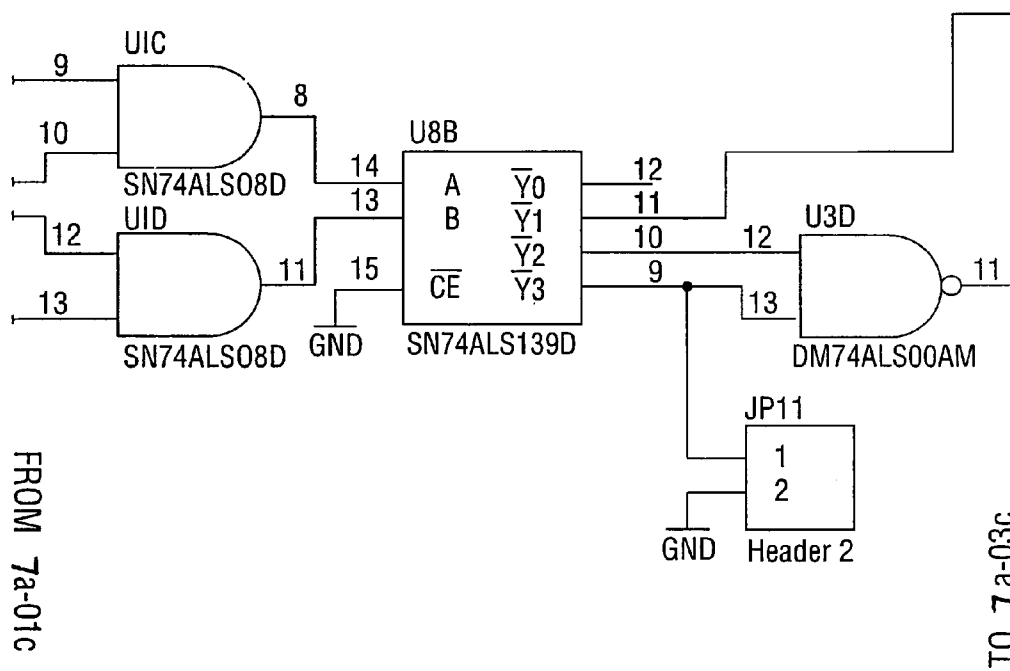 UIC
9
8
10
SN74ALS08D
UID
12
11
13
SN74ALS08D
U8B
14
A
Y0
12
13
B
Y1
11
Y2
10
15
CE
Y3
9
GND
SN74ALS139D
U3D
12
11
13
DM74ALS00AM
JP11
1
2
GND
Header 2
FROM 7a-01c
TO 7a-03c